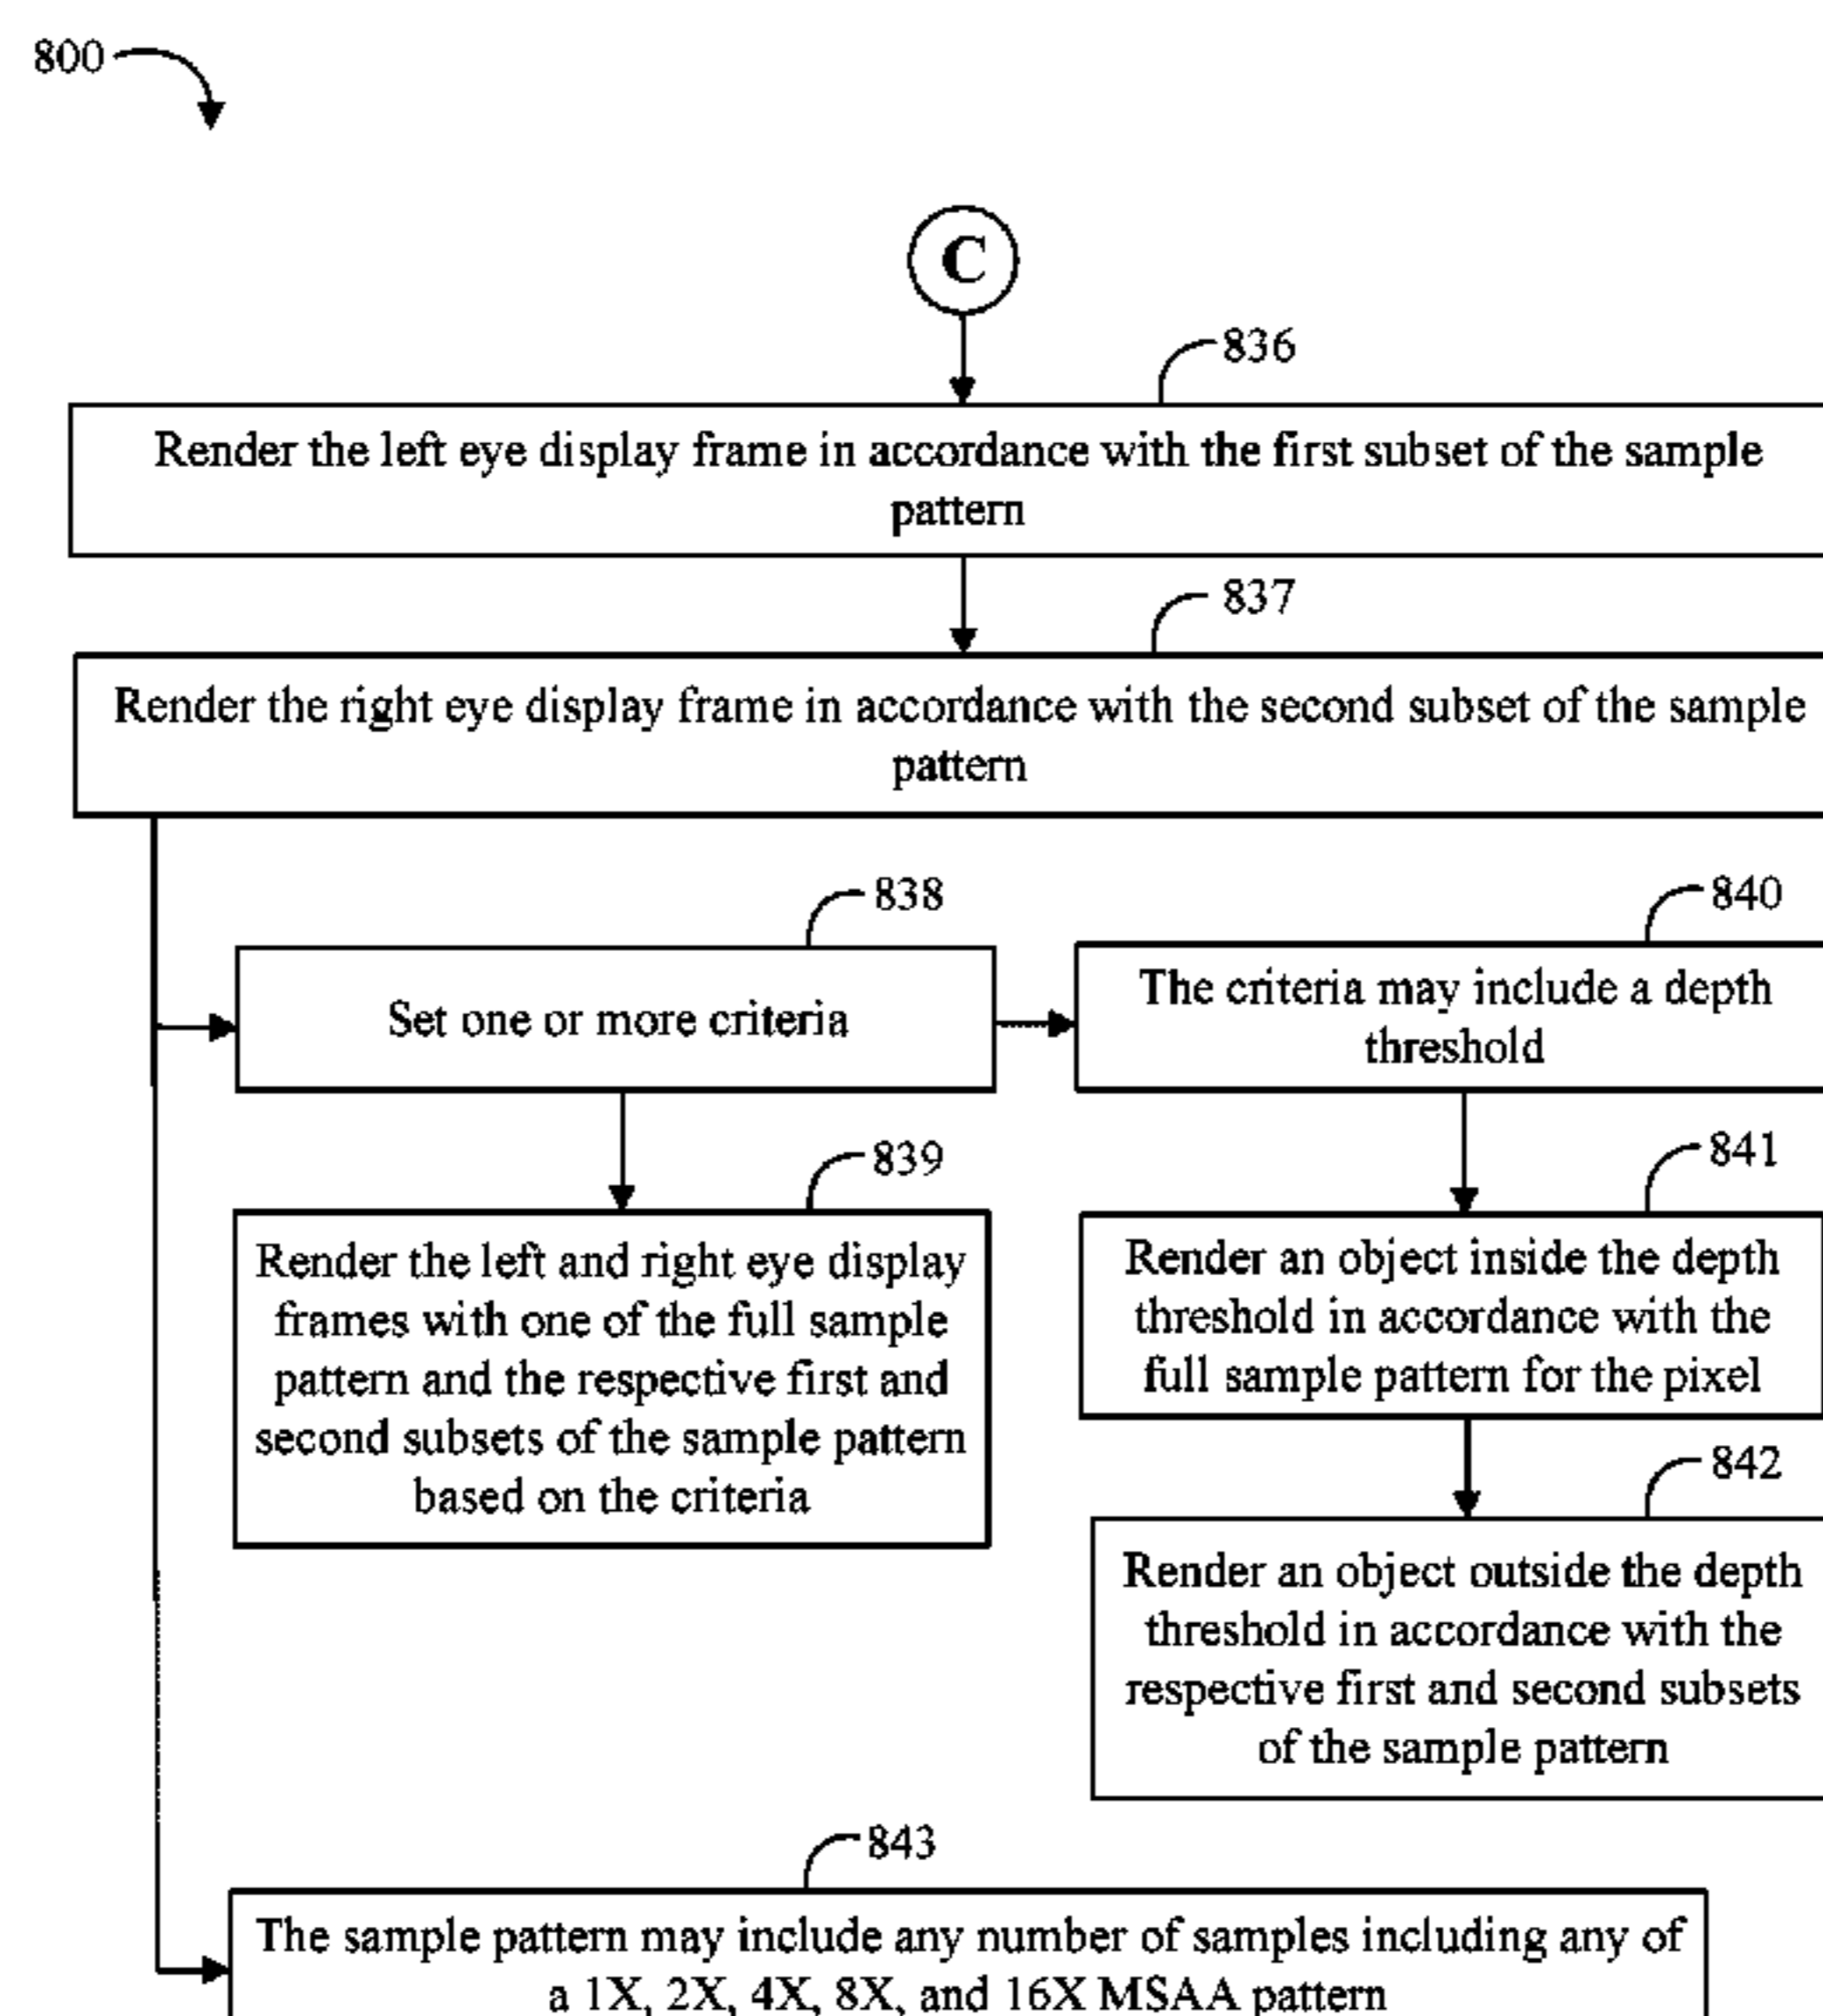 800
C
836
Render the left eye display frame in accordance with the first subset of the sample
pattern
837
Render the right eye display frame in accordance with the second subset of the sample
pattern
838
Set one or more criteria
840
The criteria may include a depth
threshold
839
Render the left and right eye display
frames with one of the full sample
pattern and the respective first and
second subsets of the sample pattern
based on the criteria
841
Render an object inside the depth
threshold in accordance with the
full sample pattern for the pixel
842
Render an object outside the depth
threshold in accordance with the
respective first and second subsets
of the sample pattern
843
The sample pattern may include any number of samples including any of
a 1X, 2X, 4X, 8X, and 16X MSAA pattern